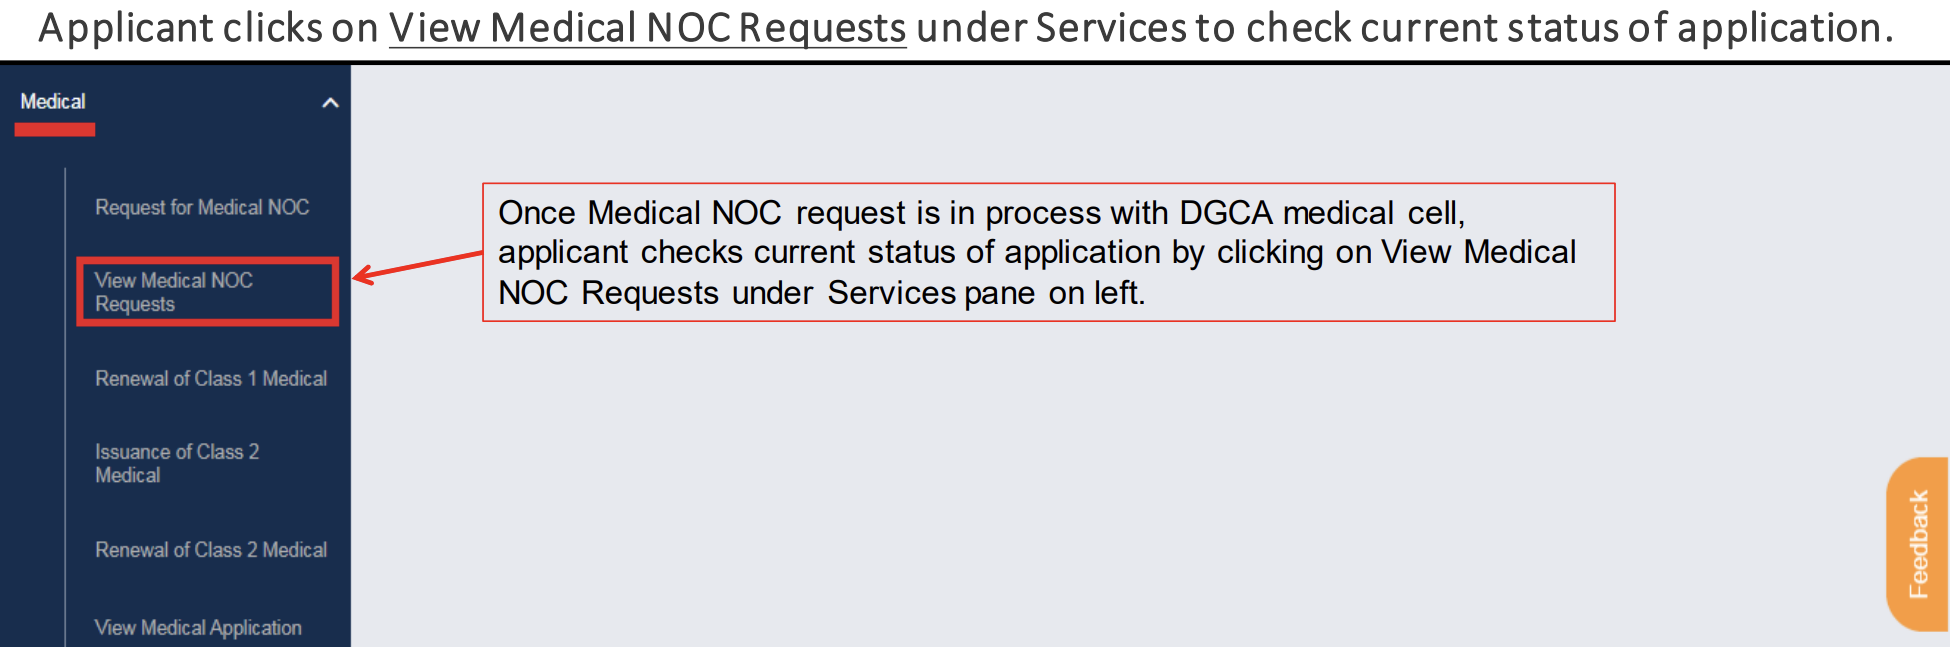 Applicant clicks on View Medical NOC Requests under Services to check current status of application.
Medical
Request for Medical NOC
View Medical NOC
Requests
Renewal of Class 1 Medical
Issuance of Class 2
Medical
Renewal of Class 2 Medical
View Medical Application
Once Medical NOC request is in process with DGCA medical cell,
applicant checks current status of application by clicking on View Medical
NOC Requests under Services pane on left.
Feedback